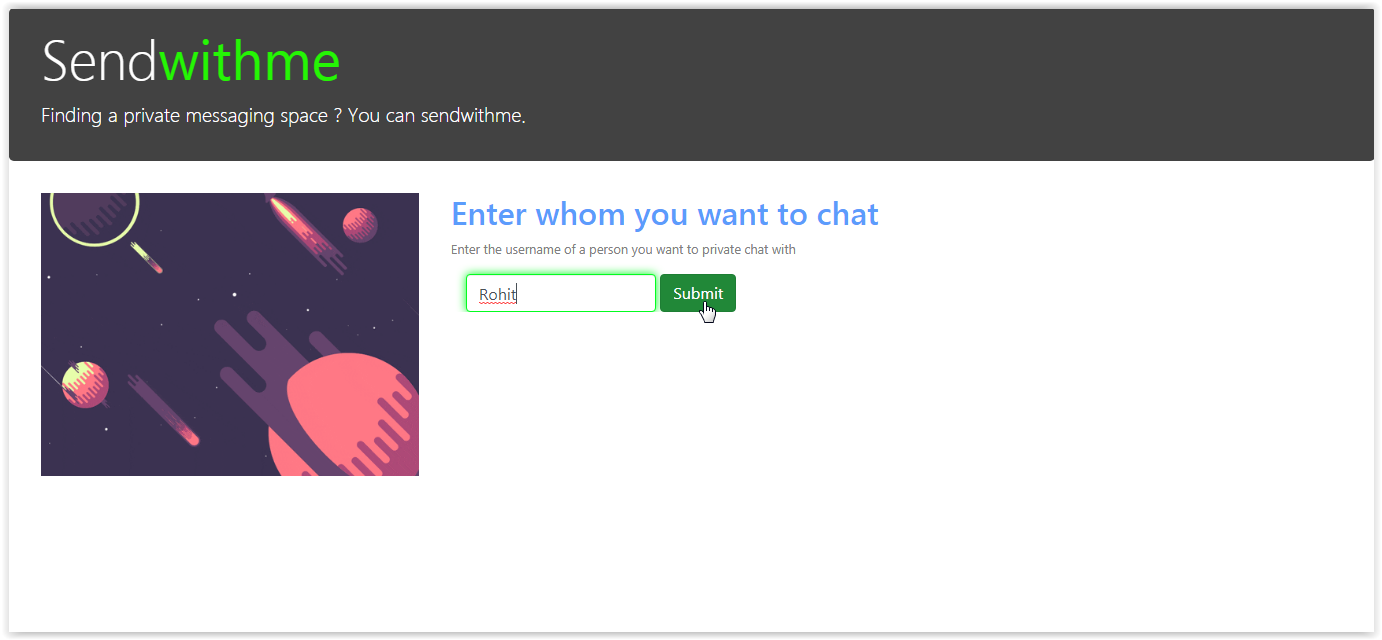 Sendwithme
Finding a private messaging space ? You can sendwithme.
Enter whom you want to chat
Enter the username of a person you want to private chat with
Rohit
Submit